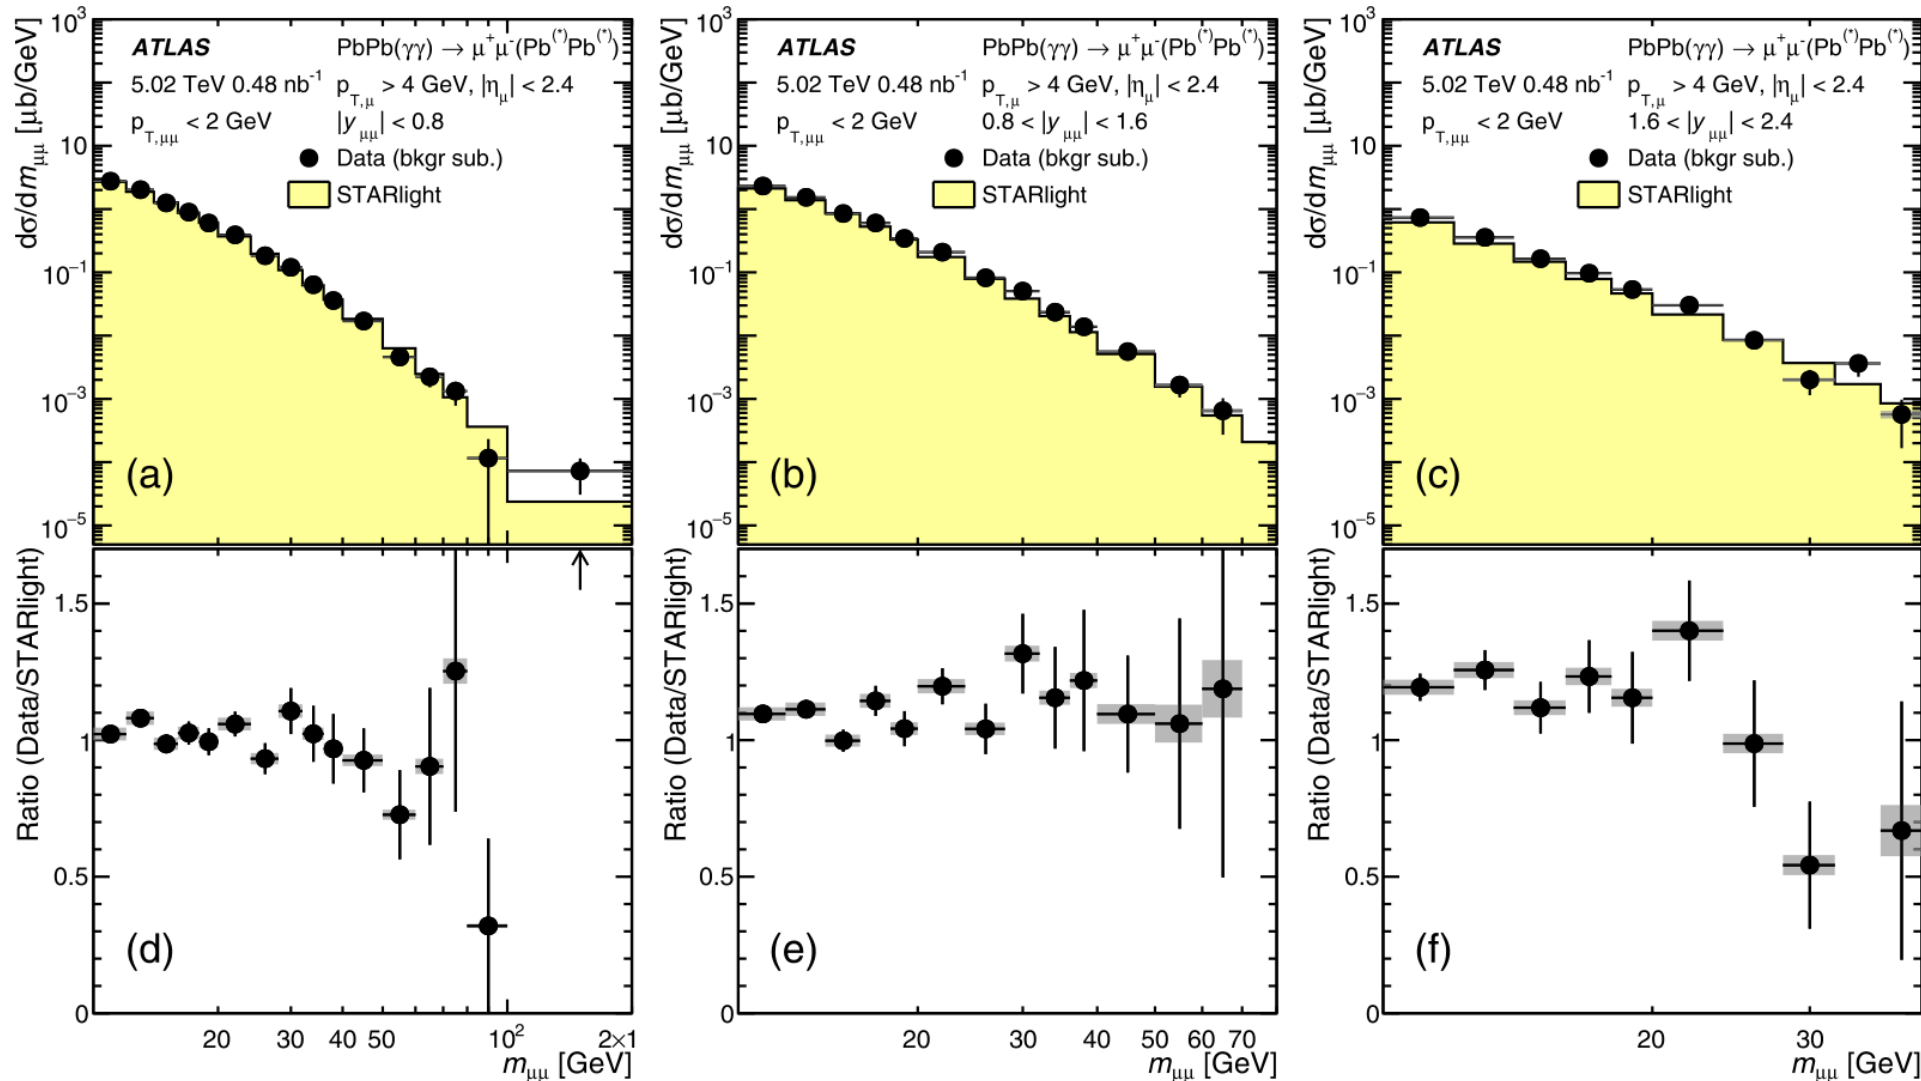 dσ/dm_μμ [μb/GeV]
10³
10
10⁻¹
10⁻³
10⁻⁵
ATLAS PbPb(γγ) → μ⁺μ⁻(Pb⁽*⁾Pb⁽*⁾)
5.02 TeV 0.48 nb⁻¹ p_T,μ > 4 GeV, |η_μ| < 2.4
p_T,μμ < 2 GeV |y_μμ| < 0.8
Data (bkgr sub.)
STARlight
(a)
dσ/dm_μμ [μb/GeV]
10³
10
10⁻¹
10⁻³
10⁻⁵
ATLAS PbPb(γγ) → μ⁺μ⁻(Pb⁽*⁾Pb⁽*⁾)
5.02 TeV 0.48 nb⁻¹ p_T,μ > 4 GeV, |η_μ| < 2.4
p_T,μμ < 2 GeV 0.8 < |y_μμ| < 1.6
Data (bkgr sub.)
STARlight
(b)
dσ/dm_μμ [μb/GeV]
10³
10
10⁻¹
10⁻³
10⁻⁵
ATLAS PbPb(γγ) → μ⁺μ⁻(Pb⁽*⁾Pb⁽*⁾)
5.02 TeV 0.48 nb⁻¹ p_T,μ > 4 GeV, |η_μ| < 2.4
p_T,μμ < 2 GeV 1.6 < |y_μμ| < 2.4
Data (bkgr sub.)
STARlight
(c)
Ratio (Data/STARlight)
1.5
1
0.5
0
(d)
20 30 40 50 10² 2×1
m_μμ [GeV]
Ratio (Data/STARlight)
1.5
1
0.5
0
(e)
20 30 40 50 60 70
m_μμ [GeV]
Ratio (Data/STARlight)
1.5
1
0.5
0
(f)
20 30
m_μμ [GeV]